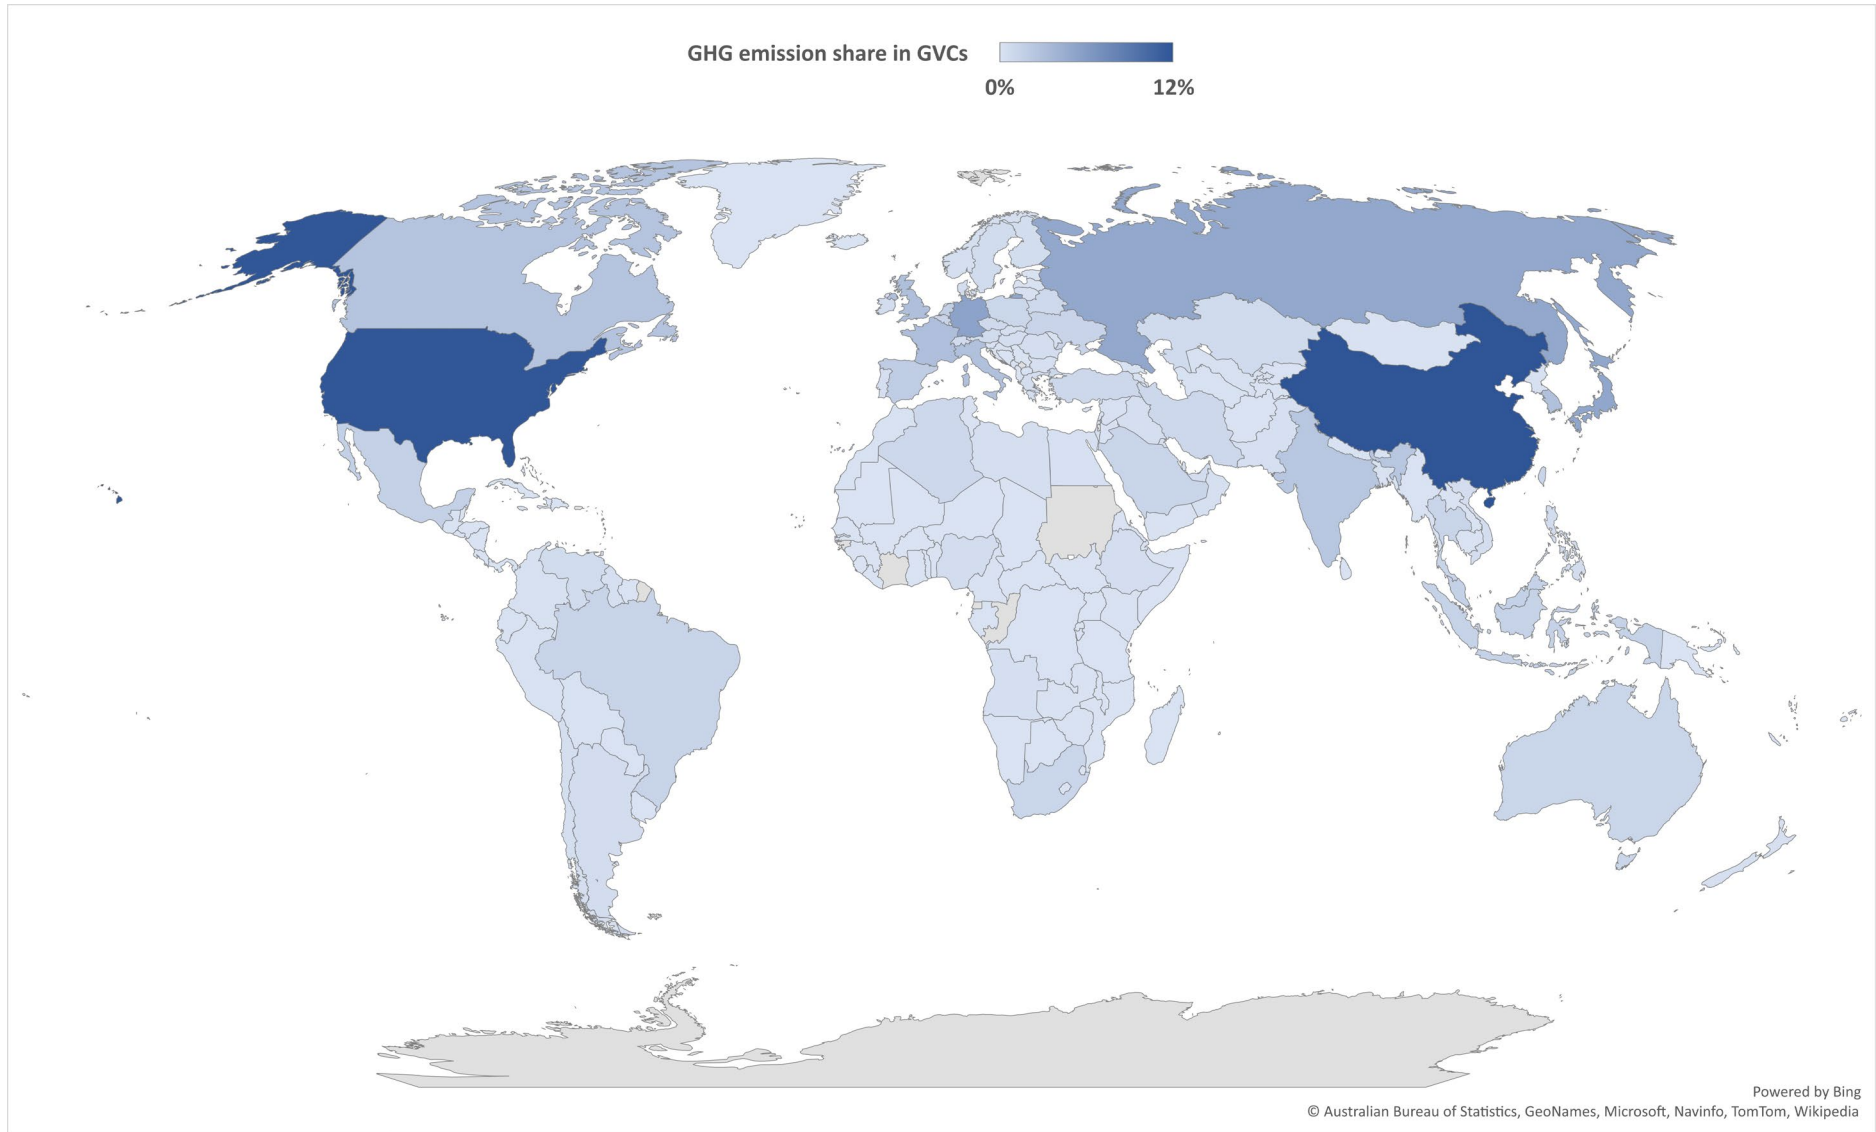 GHG emission share in GVCs
0% 12%
Powered by Bing
© Australian Bureau of Statistics, GeoNames, Microsoft, Navinfo, TomTom, Wikipedia